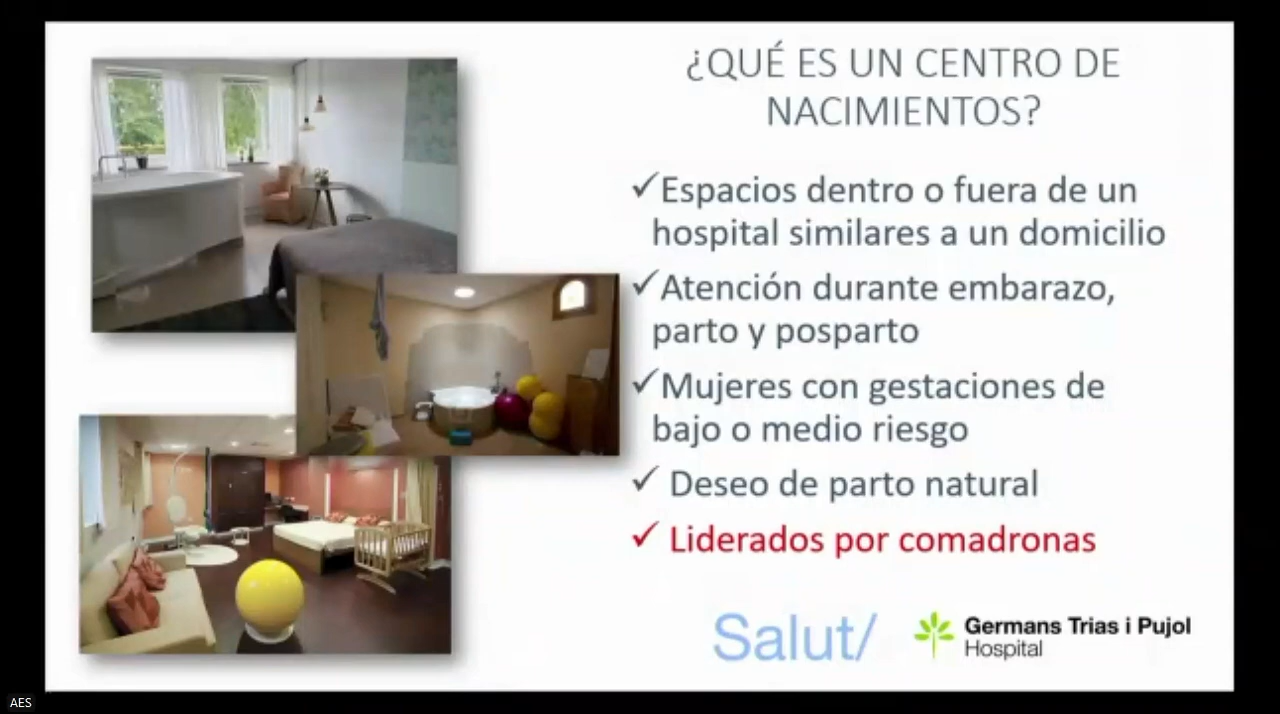 ¿QUÉ ES UN CENTRO DE
NACIMIENTOS?
✓Espacios dentro o fuera de un
hospital similares a un domicilio
✓Atención durante embarazo,
parto y posparto
✓Mujeres con gestaciones de
bajo o medio riesgo
✓ Deseo de parto natural
✓ Liderados por comadronas
Salut/
Germans Trias i Pujol
Hospital
AES